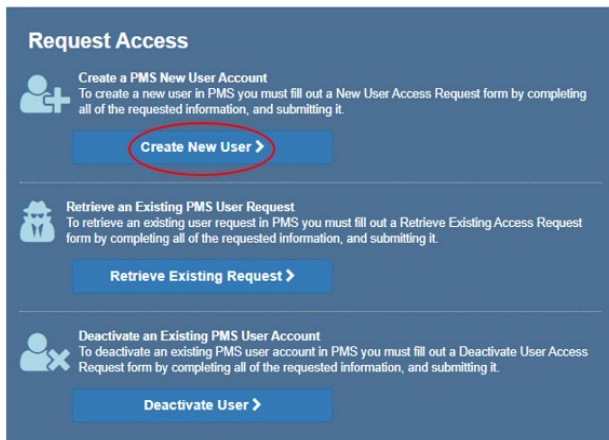 Request Access
Create a PMS New User Account
To create a new user in PMS you must fill out a New User Access Request form by completing
all of the requested information, and submitting it.
Create New User >
Retrieve an Existing PMS User Request
To retrieve an existing user request in PMS you must fill out a Retrieve Existing Access Request
form by completing all of the requested information, and submitting it.
Retrieve Existing Request >
Deactivate an Existing PMS User Account
To deactivate an existing PMS user account in PMS you must fill out a Deactivate User Access
Request form by completing all of the requested information, and submitting it.
Deactivate User >